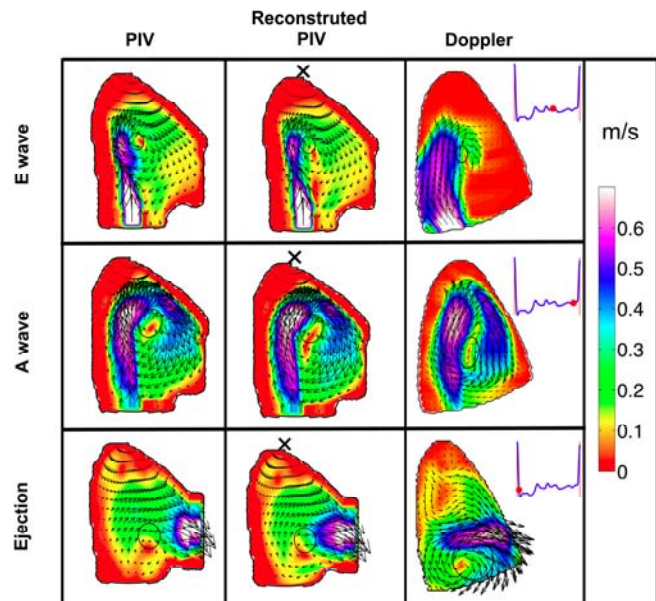 Reconstruted
PIV
PIV
Doppler
E wave
A wave
Ejection
m/s
0.6
0.5
0.4
0.3
0.2
0.1
0